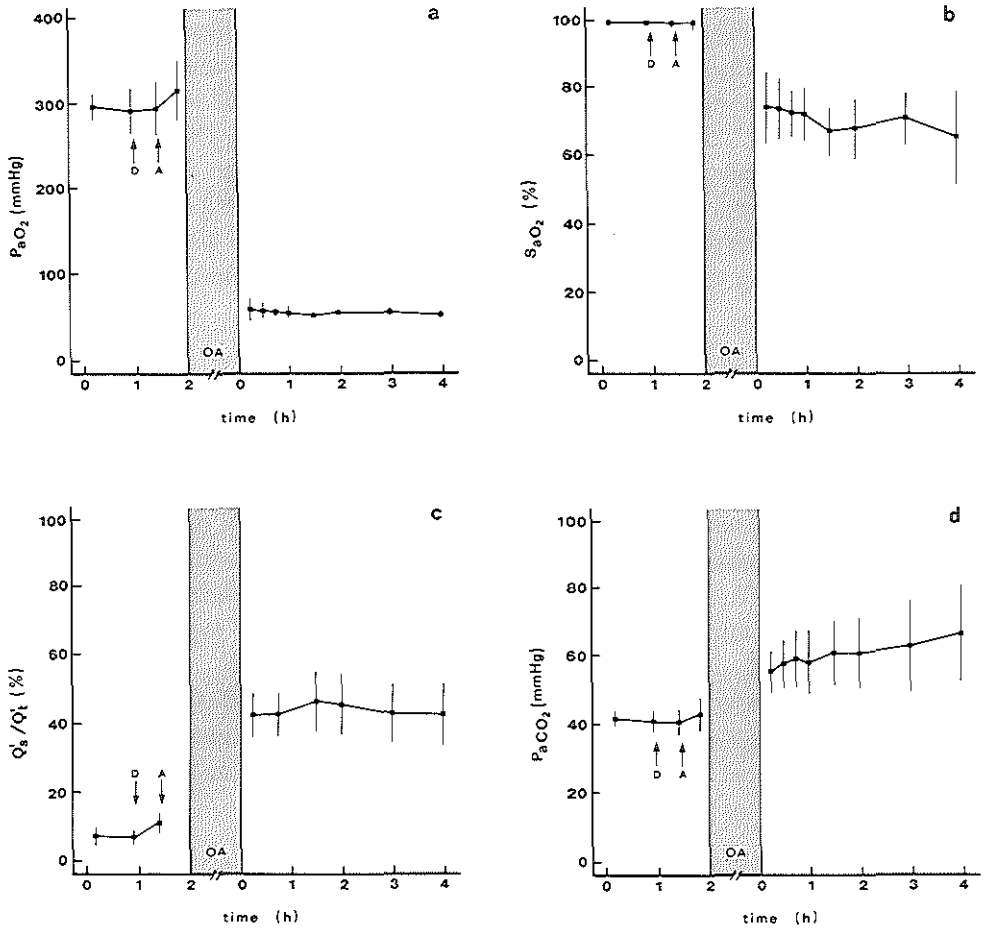 a
400
300
200
100
0
PaO2 (mmHg)
D A
OA
0 1 2 0 1 2 3 4
time (h)
b
100
80
60
40
20
0
SaO2 (%)
D A
OA
0 1 2 0 1 2 3 4
time (h)
c
100
80
60
40
20
0
Q's/Q't (%)
D A
OA
0 1 2 0 1 2 3 4
time (h)
d
100
80
60
40
20
0
PaCO2 (mmHg)
D A
OA
0 1 2 0 1 2 3 4
time (h)